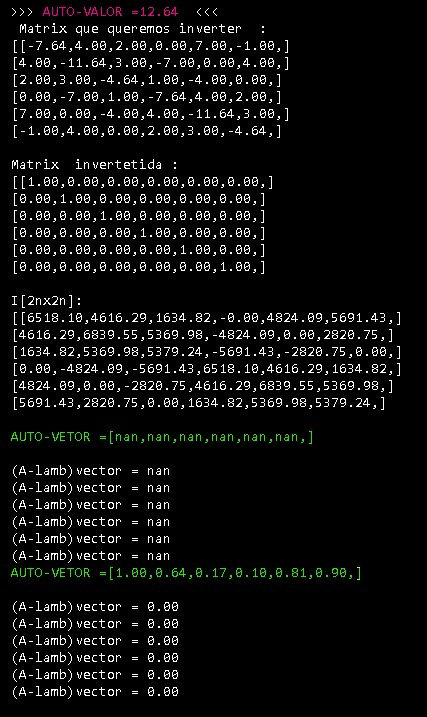 >>> AUTO-VALOR =12.64  <<<
Matrix que queremos inverter  :
[[-7.64,4.00,2.00,0.00,7.00,-1.00,]
[4.00,-11.64,3.00,-7.00,0.00,4.00,]
[2.00,3.00,-4.64,1.00,-4.00,0.00,]
[0.00,-7.00,1.00,-7.64,4.00,2.00,]
[7.00,0.00,-4.00,4.00,-11.64,3.00,]
[-1.00,4.00,0.00,2.00,3.00,-4.64,]
Matrix  invertetida :
[[1.00,0.00,0.00,0.00,0.00,0.00,]
[0.00,1.00,0.00,0.00,0.00,0.00,]
[0.00,0.00,1.00,0.00,0.00,0.00,]
[0.00,0.00,0.00,1.00,0.00,0.00,]
[0.00,0.00,0.00,0.00,1.00,0.00,]
[0.00,0.00,0.00,0.00,0.00,1.00,]
I[2nx2n]:
[[6518.10,4616.29,1634.82,-0.00,4824.09,5691.43,]
[4616.29,6839.55,5369.98,-4824.09,0.00,2820.75,]
[1634.82,5369.98,5379.24,-5691.43,-2820.75,0.00,]
[0.00,-4824.09,-5691.43,6518.10,4616.29,1634.82,]
[4824.09,0.00,-2820.75,4616.29,6839.55,5369.98,]
[5691.43,2820.75,0.00,1634.82,5369.98,5379.24,]
AUTO-VETOR =[nan,nan,nan,nan,nan,nan,]
(A-lamb)vector = nan
(A-lamb)vector = nan
(A-lamb)vector = nan
(A-lamb)vector = nan
(A-lamb)vector = nan
(A-lamb)vector = nan
AUTO-VETOR =[1.00,0.64,0.17,0.10,0.81,0.90,]
(A-lamb)vector = 0.00
(A-lamb)vector = 0.00
(A-lamb)vector = 0.00
(A-lamb)vector = 0.00
(A-lamb)vector = 0.00
(A-lamb)vector = 0.00